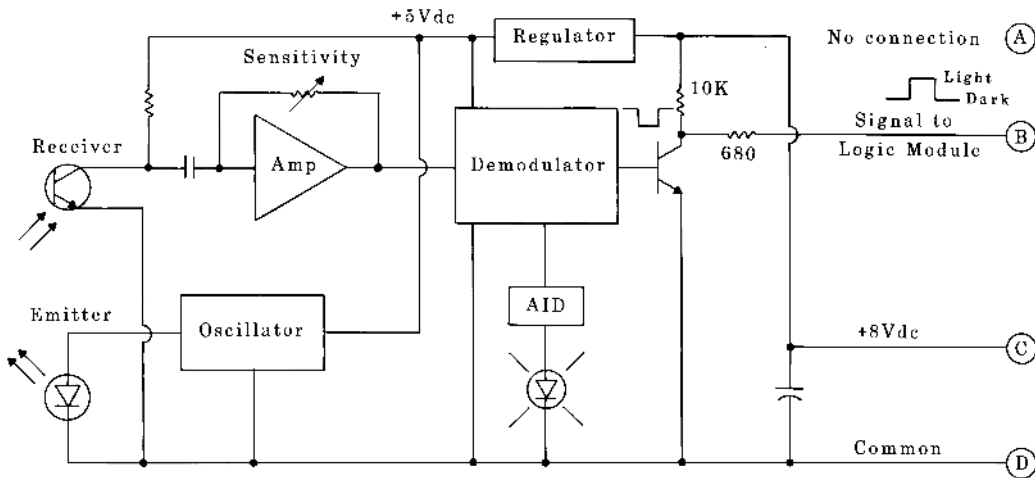 +5Vdc
Regulator
No connection
A
Sensitivity
10K
Light
Dark
Receiver
Amp
Demodulator
680
Signal to
Logic Module
B
Emitter
Oscillator
AID
+8Vdc
C
Common
D